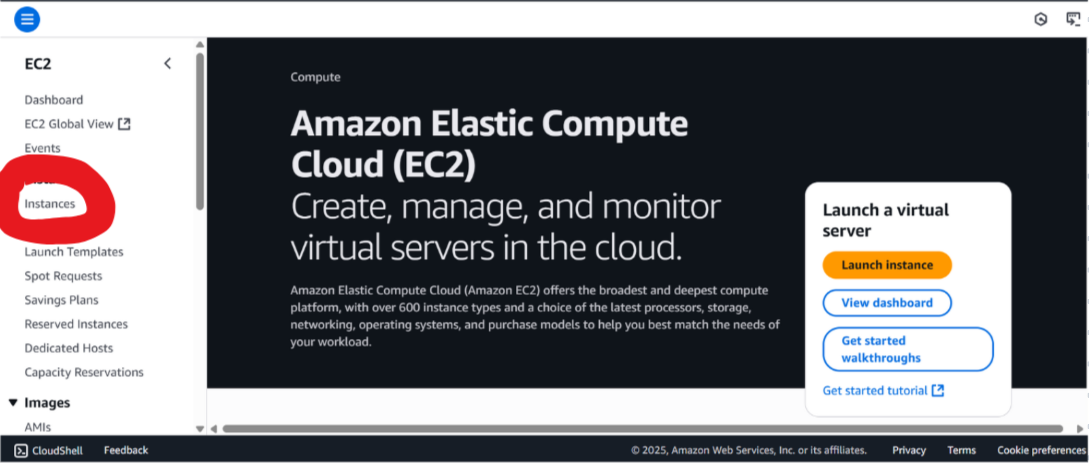 EC2
Dashboard
EC2 Global View
Events
Instances
Launch Templates
Spot Requests
Savings Plans
Reserved Instances
Dedicated Hosts
Capacity Reservations
Images
AMIs
Compute
Amazon Elastic Compute
Cloud (EC2)
Create, manage, and monitor
virtual servers in the cloud.
Amazon Elastic Compute Cloud (Amazon EC2) offers the broadest and deepest compute
platform, with over 600 instance types and a choice of the latest processors, storage,
networking, operating systems, and purchase models to help you best match the needs of
your workload.
Launch a virtual
server
Launch instance
View dashboard
Get started
walkthroughs
Get started tutorial
CloudShell Feedback © 2025, Amazon Web Services, Inc. or its affiliates. Privacy Terms Cookie preferences